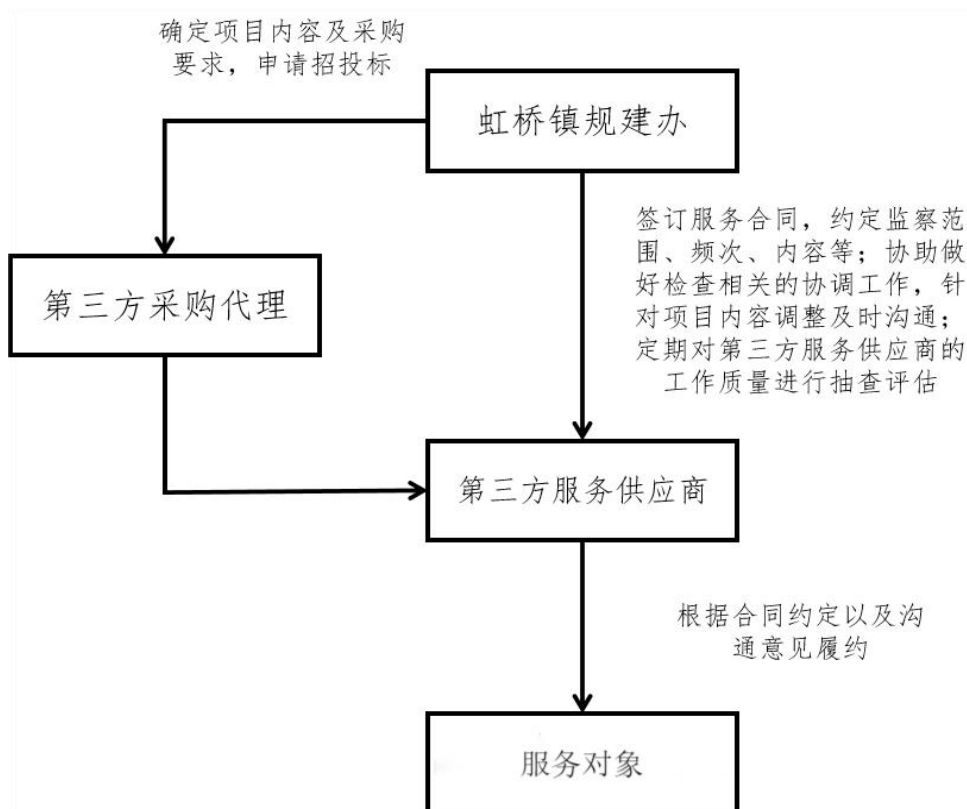 确定项目内容及采购
要求，申请招投标
虹桥镇规建办
签订服务合同，约定监察范
围、频次、内容等；协助做
好检查相关的协调工作，针
对项目内容调整及时沟通；
定期对第三方服务供应商的
工作质量进行抽查评估
第三方采购代理
第三方服务供应商
根据合同约定以及沟
通意见履约
服务对象